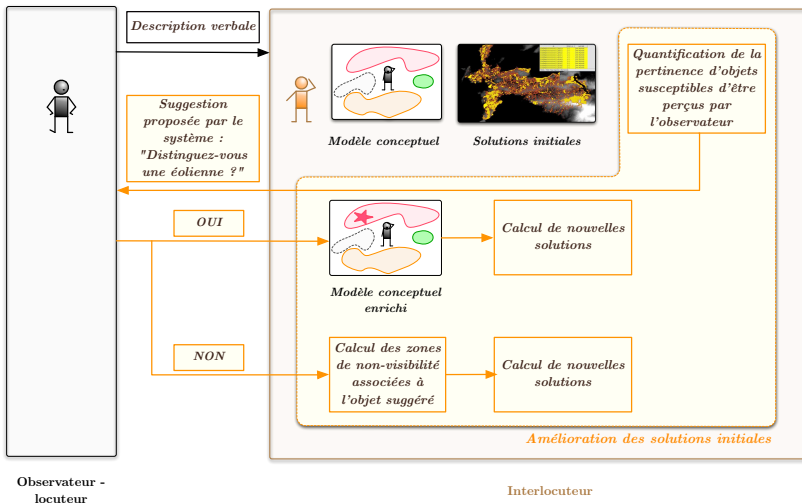 Description verbale
Quantification de la
pertinence d'objets
susceptibles d'être
perçus par
l'observateur
Modèle conceptuel
Solutions initiales
Suggestion
proposée par le
système :
"Distinguez-vous
une éolienne ?"
OUI
Calcul de nouvelles
solutions
Modèle conceptuel
enrichi
NON
Calcul des zones
de non-visibilité
associées à
l'objet suggéré
Calcul de nouvelles
solutions
Amélioration des solutions initiales
Observateur -
locuteur
Interlocuteur